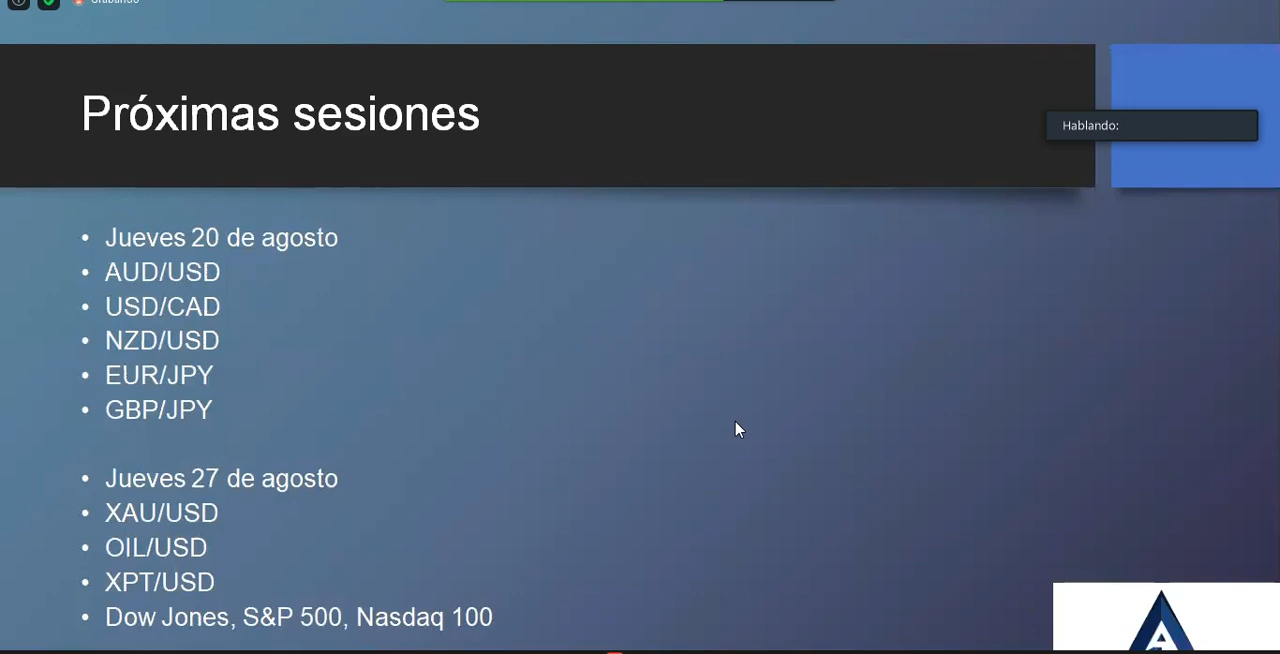 Grabando
Próximas sesiones
Hablando:
• Jueves 20 de agosto
• AUD/USD
• USD/CAD
• NZD/USD
• EUR/JPY
• GBP/JPY
• Jueves 27 de agosto
• XAU/USD
• OIL/USD
• XPT/USD
• Dow Jones, S&P 500, Nasdaq 100